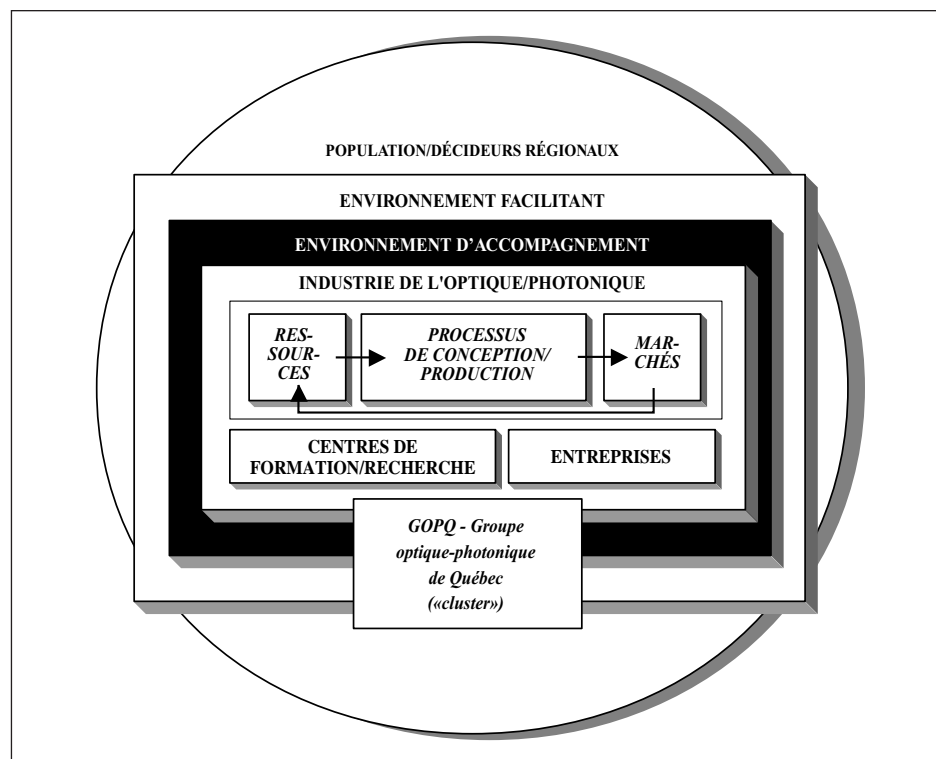 POPULATION/DÉCIDEURS RÉGIONAUX
ENVIRONNEMENT FACILITANT
ENVIRONNEMENT D’ACCOMPAGNEMENT
INDUSTRIE DE L'OPTIQUE/PHOTONIQUE
RES-
SOUR-
CES
PROCESSUS
DE CONCEPTION/
PRODUCTION
MAR-
CHÉS
CENTRES DE
FORMATION/RECHERCHE
ENTREPRISES
GOPQ - Groupe
optique-photonique
de Québec
(«cluster»)